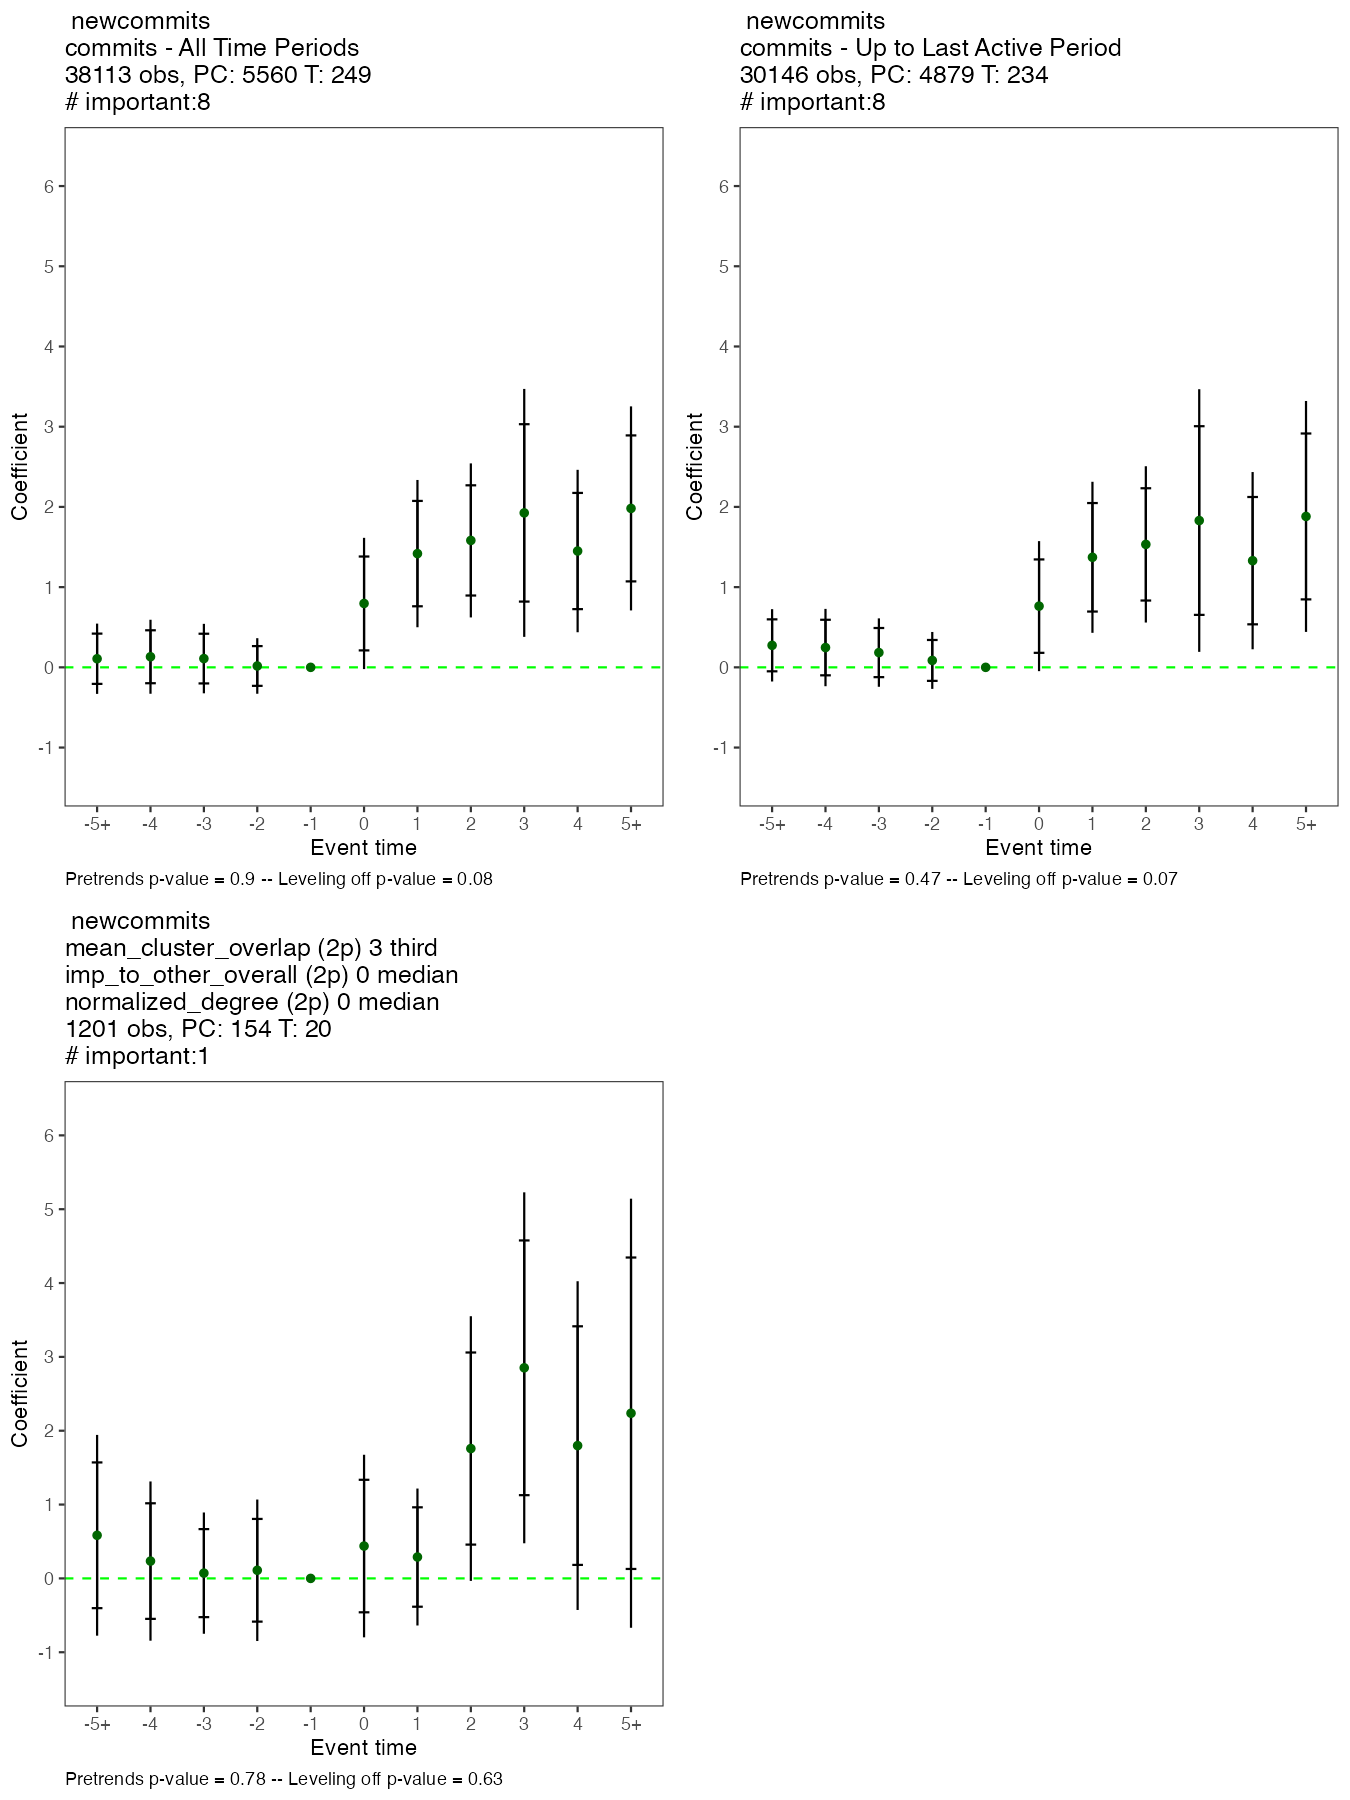 newcommits
commits - All Time Periods
38113 obs, PC: 5560 T: 249
# important:8
6
5
4
3
2
1
0
-1
Coefficient
-5+ -4 -3 -2 -1 0 1 2 3 4 5+
Event time
Pretrends p-value = 0.9 -- Leveling off p-value = 0.08
newcommits
commits - Up to Last Active Period
30146 obs, PC: 4879 T: 234
# important:8
6
5
4
3
2
1
0
-1
Coefficient
-5+ -4 -3 -2 -1 0 1 2 3 4 5+
Event time
Pretrends p-value = 0.47 -- Leveling off p-value = 0.07
newcommits
mean_cluster_overlap (2p) 3 third
imp_to_other_overall (2p) 0 median
normalized_degree (2p) 0 median
1201 obs, PC: 154 T: 20
# important:1
6
5
4
3
2
1
0
-1
Coefficient
-5+ -4 -3 -2 -1 0 1 2 3 4 5+
Event time
Pretrends p-value = 0.78 -- Leveling off p-value = 0.63